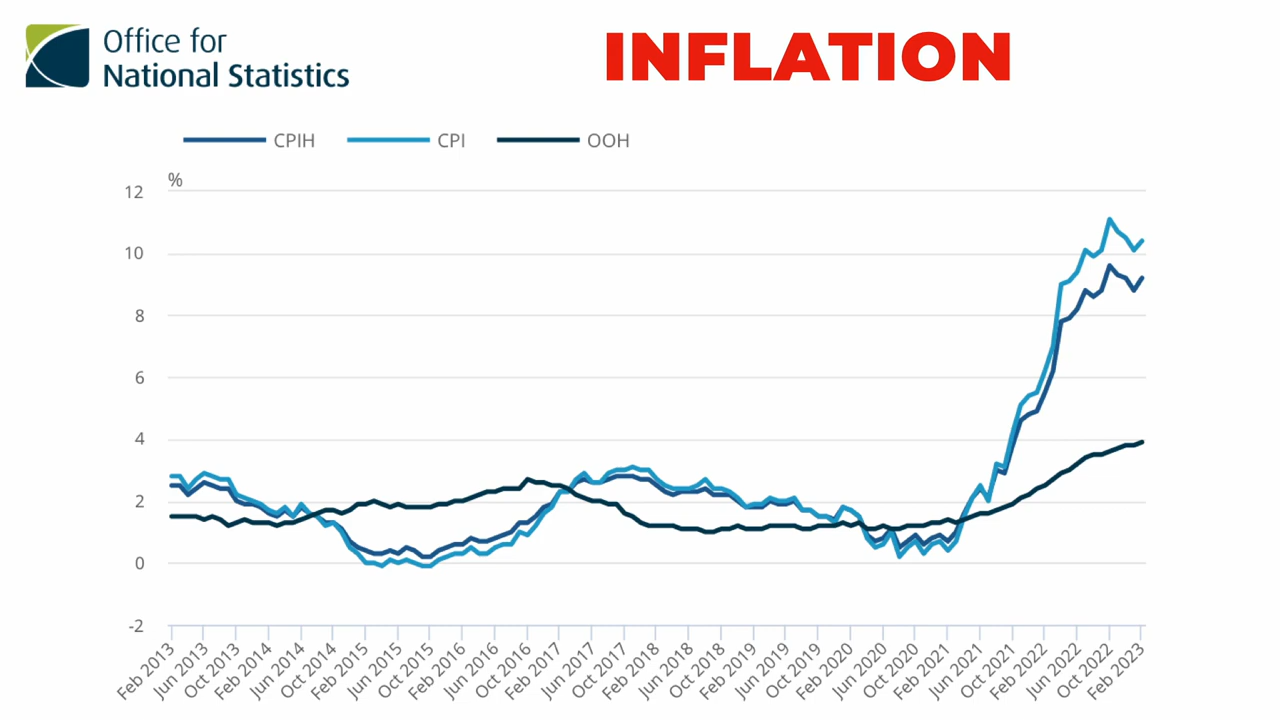 Office for
National Statistics
INFLATION
CPIH CPI OOH
%
12
10
8
6
4
2
0
-2
Feb 2013 Jun 2013 Oct 2013 Feb 2014 Jun 2014 Oct 2014 Feb 2015 Jun 2015 Oct 2015 Feb 2016 Jun 2016 Oct 2016 Feb 2017 Jun 2017 Oct 2017 Feb 2018 Jun 2018 Oct 2018 Feb 2019 Jun 2019 Oct 2019 Feb 2020 Jun 2020 Oct 2020 Feb 2021 Jun 2021 Oct 2021 Feb 2022 Jun 2022 Oct 2022 Feb 2023